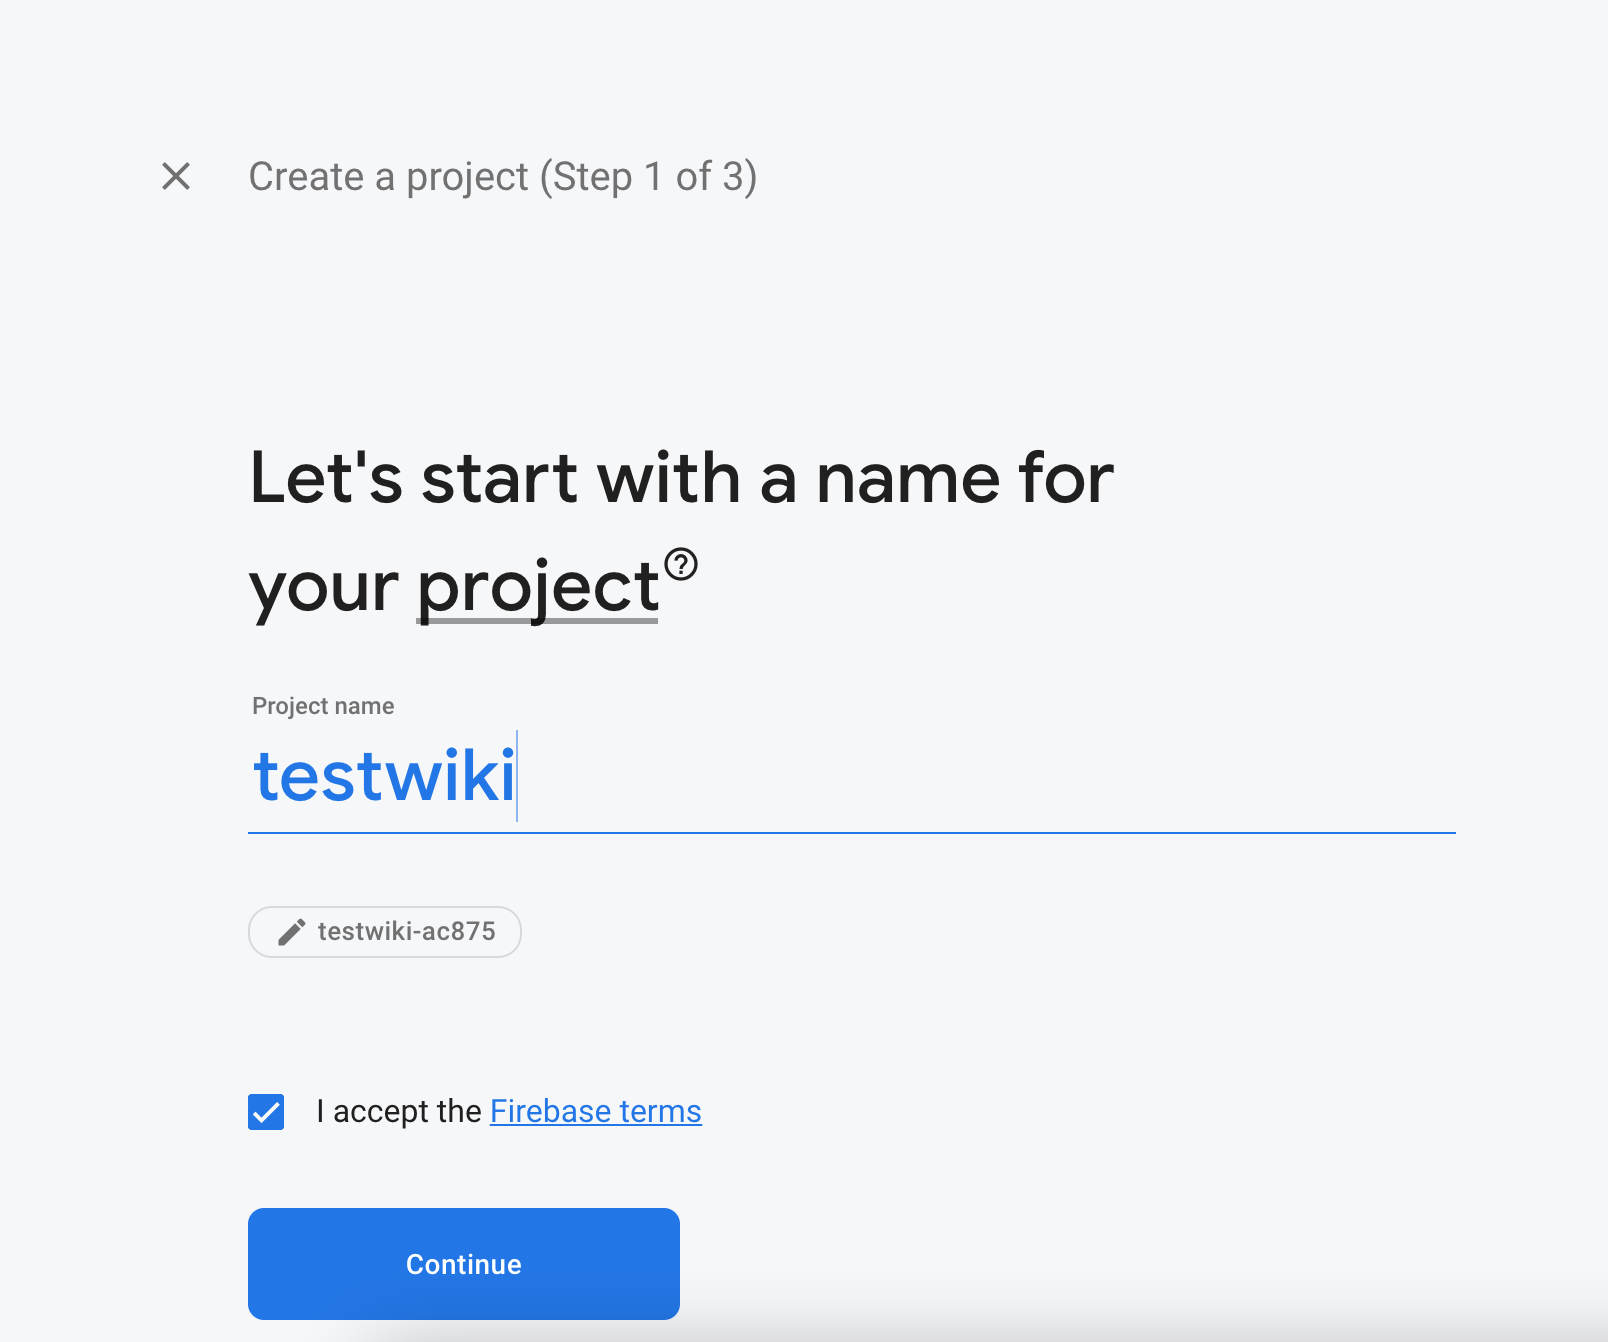 Create a project (Step 1 of 3)
Let's start with a name for
your project
Project name
testwiki
testwiki-ac875
I accept the Firebase terms
Continue